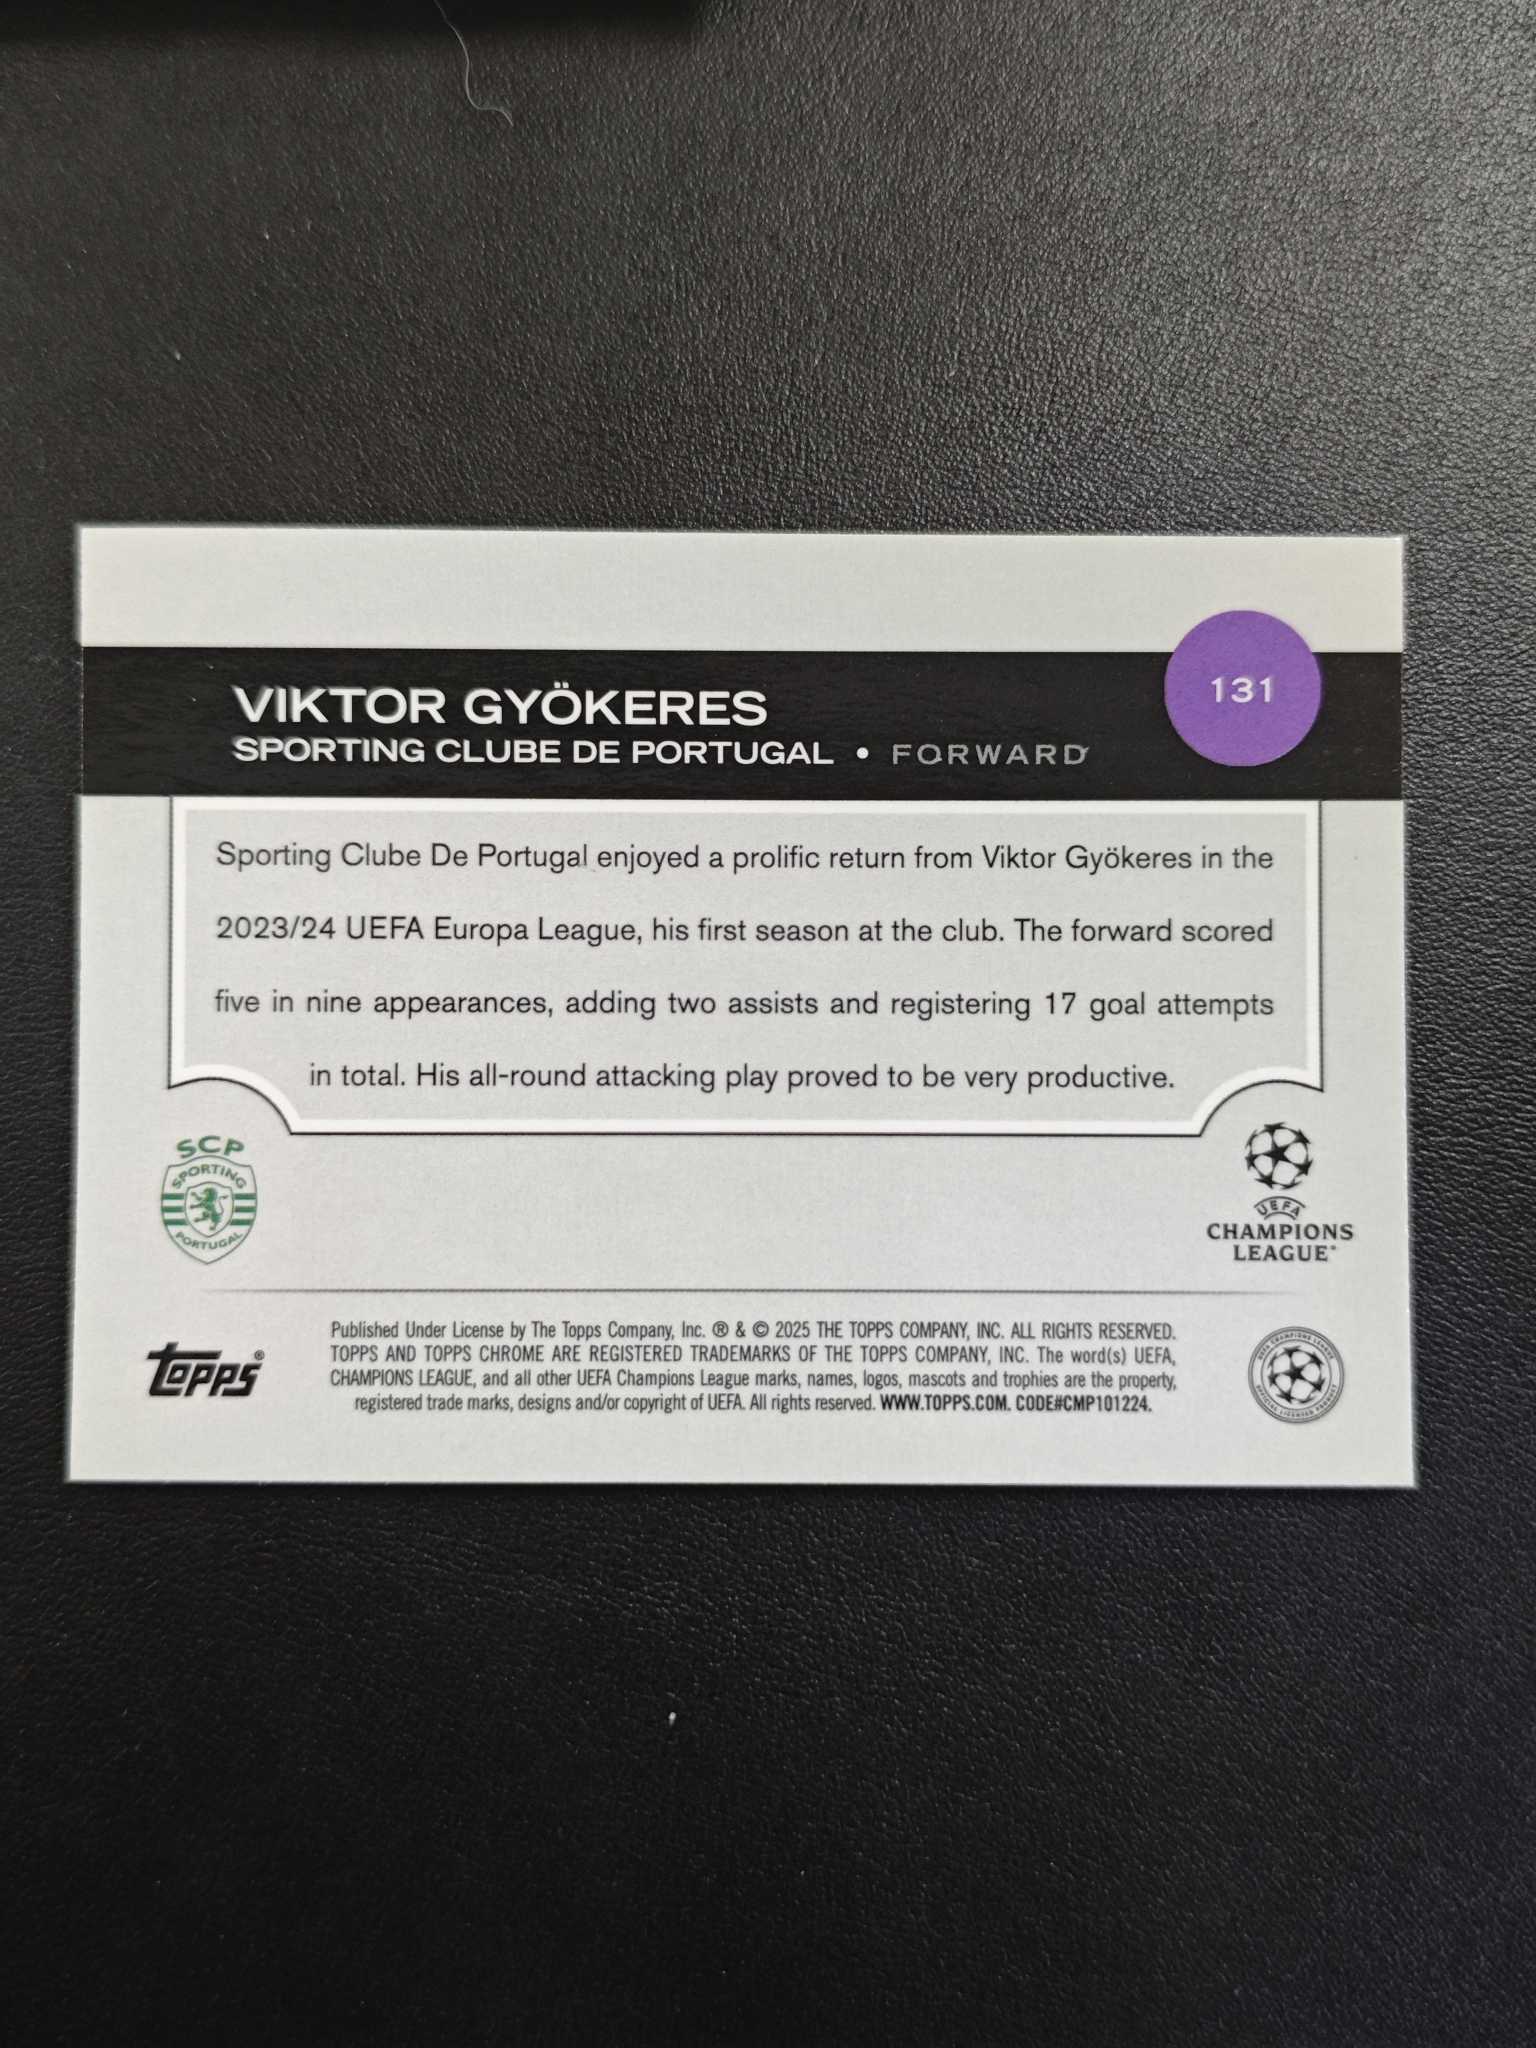 131
VIKTOR GYÖKERES
SPORTING CLUBE DE PORTUGAL • FORWARD
Sporting Clube De Portugal enjoyed a prolific return from Viktor Gyökeres in the
2023/24 UEFA Europa League, his first season at the club. The forward scored
five in nine appearances, adding two assists and registering 17 goal attempts
in total. His all-round attacking play proved to be very productive.
SCP
SPORTING
PORTUGAL
UEFA
CHAMPIONS
LEAGUE®
Topps®
Published Under License by The Topps Company, Inc. ® & © 2025 THE TOPPS COMPANY, INC. ALL RIGHTS RESERVED.
TOPPS AND TOPPS CHROME ARE REGISTERED TRADEMARKS OF THE TOPPS COMPANY, INC. The word(s) UEFA,
CHAMPIONS LEAGUE, and all other UEFA Champions League marks, names, logos, mascots and trophies are the property,
registered trade marks, designs and/or copyright of UEFA. All rights reserved. WWW.TOPPS.COM. CODE#CMP101224.
UEFA CHAMPIONS LEAGUE
OFFICIAL LICENSED PRODUCT